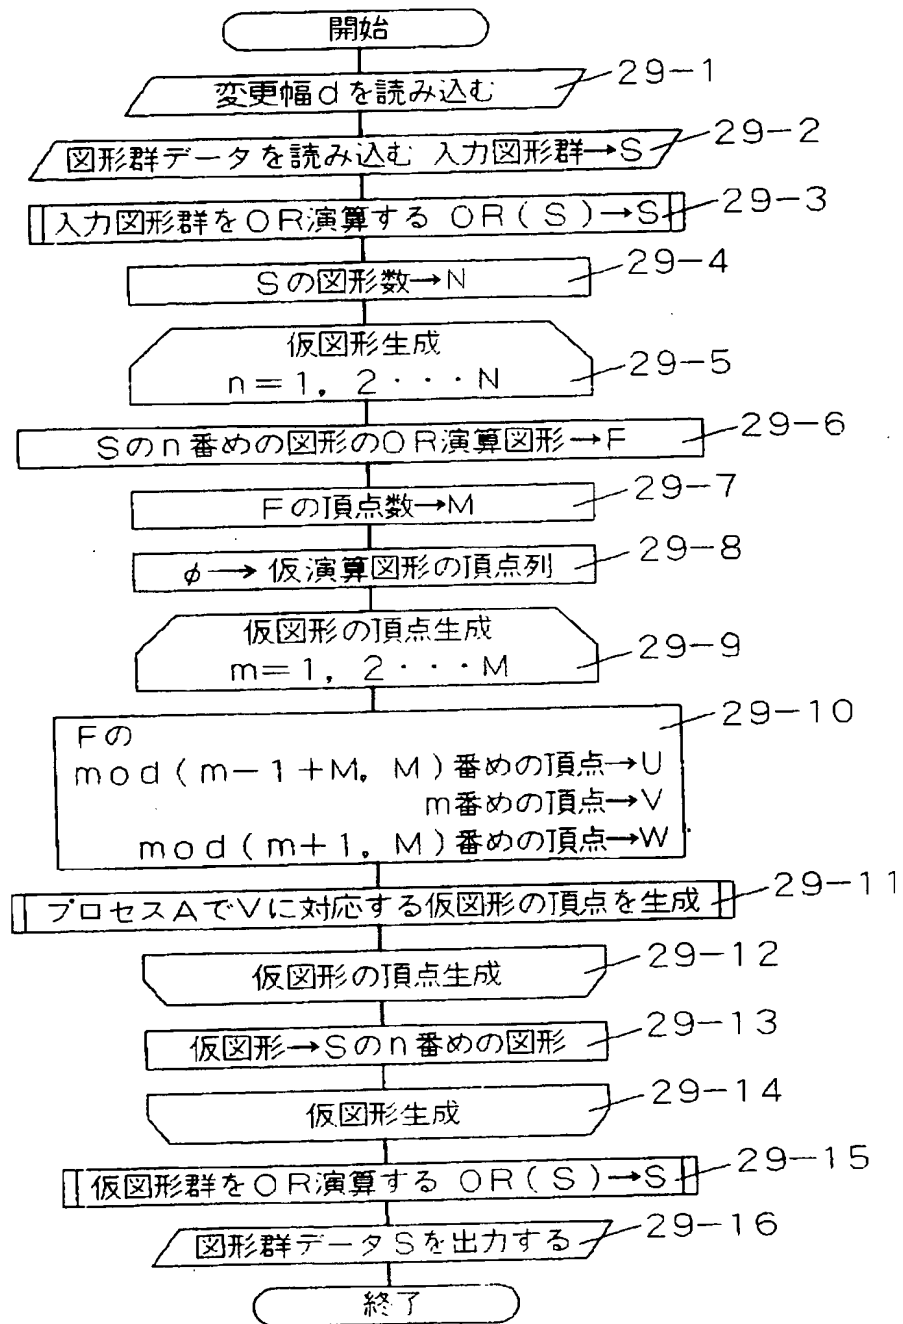 開始
変更幅dを読み込む
29-1
図形群データを読み込む 入力図形群→S
29-2
入力図形群をOR演算する OR(S)→S
29-3
Sの図形数→N
29-4
仮図形生成
n=1, 2・・・N
29-5
Sのn番めの図形のOR演算図形→F
29-6
Fの頂点数→M
29-7
φ→ 仮演算図形の頂点列
29-8
仮図形の頂点生成
m=1, 2・・・M
29-9
Fの
29-10
mod(m-1+M, M)番めの頂点→U
m番めの頂点→V
mod(m+1, M)番めの頂点→W
プロセスAでVに対応する仮図形の頂点を生成
29-11
仮図形の頂点生成
29-12
仮図形→Sのn番めの図形
29-13
仮図形生成
29-14
仮図形群をOR演算する OR(S)→S
29-15
図形群データSを出力する
29-16
終了